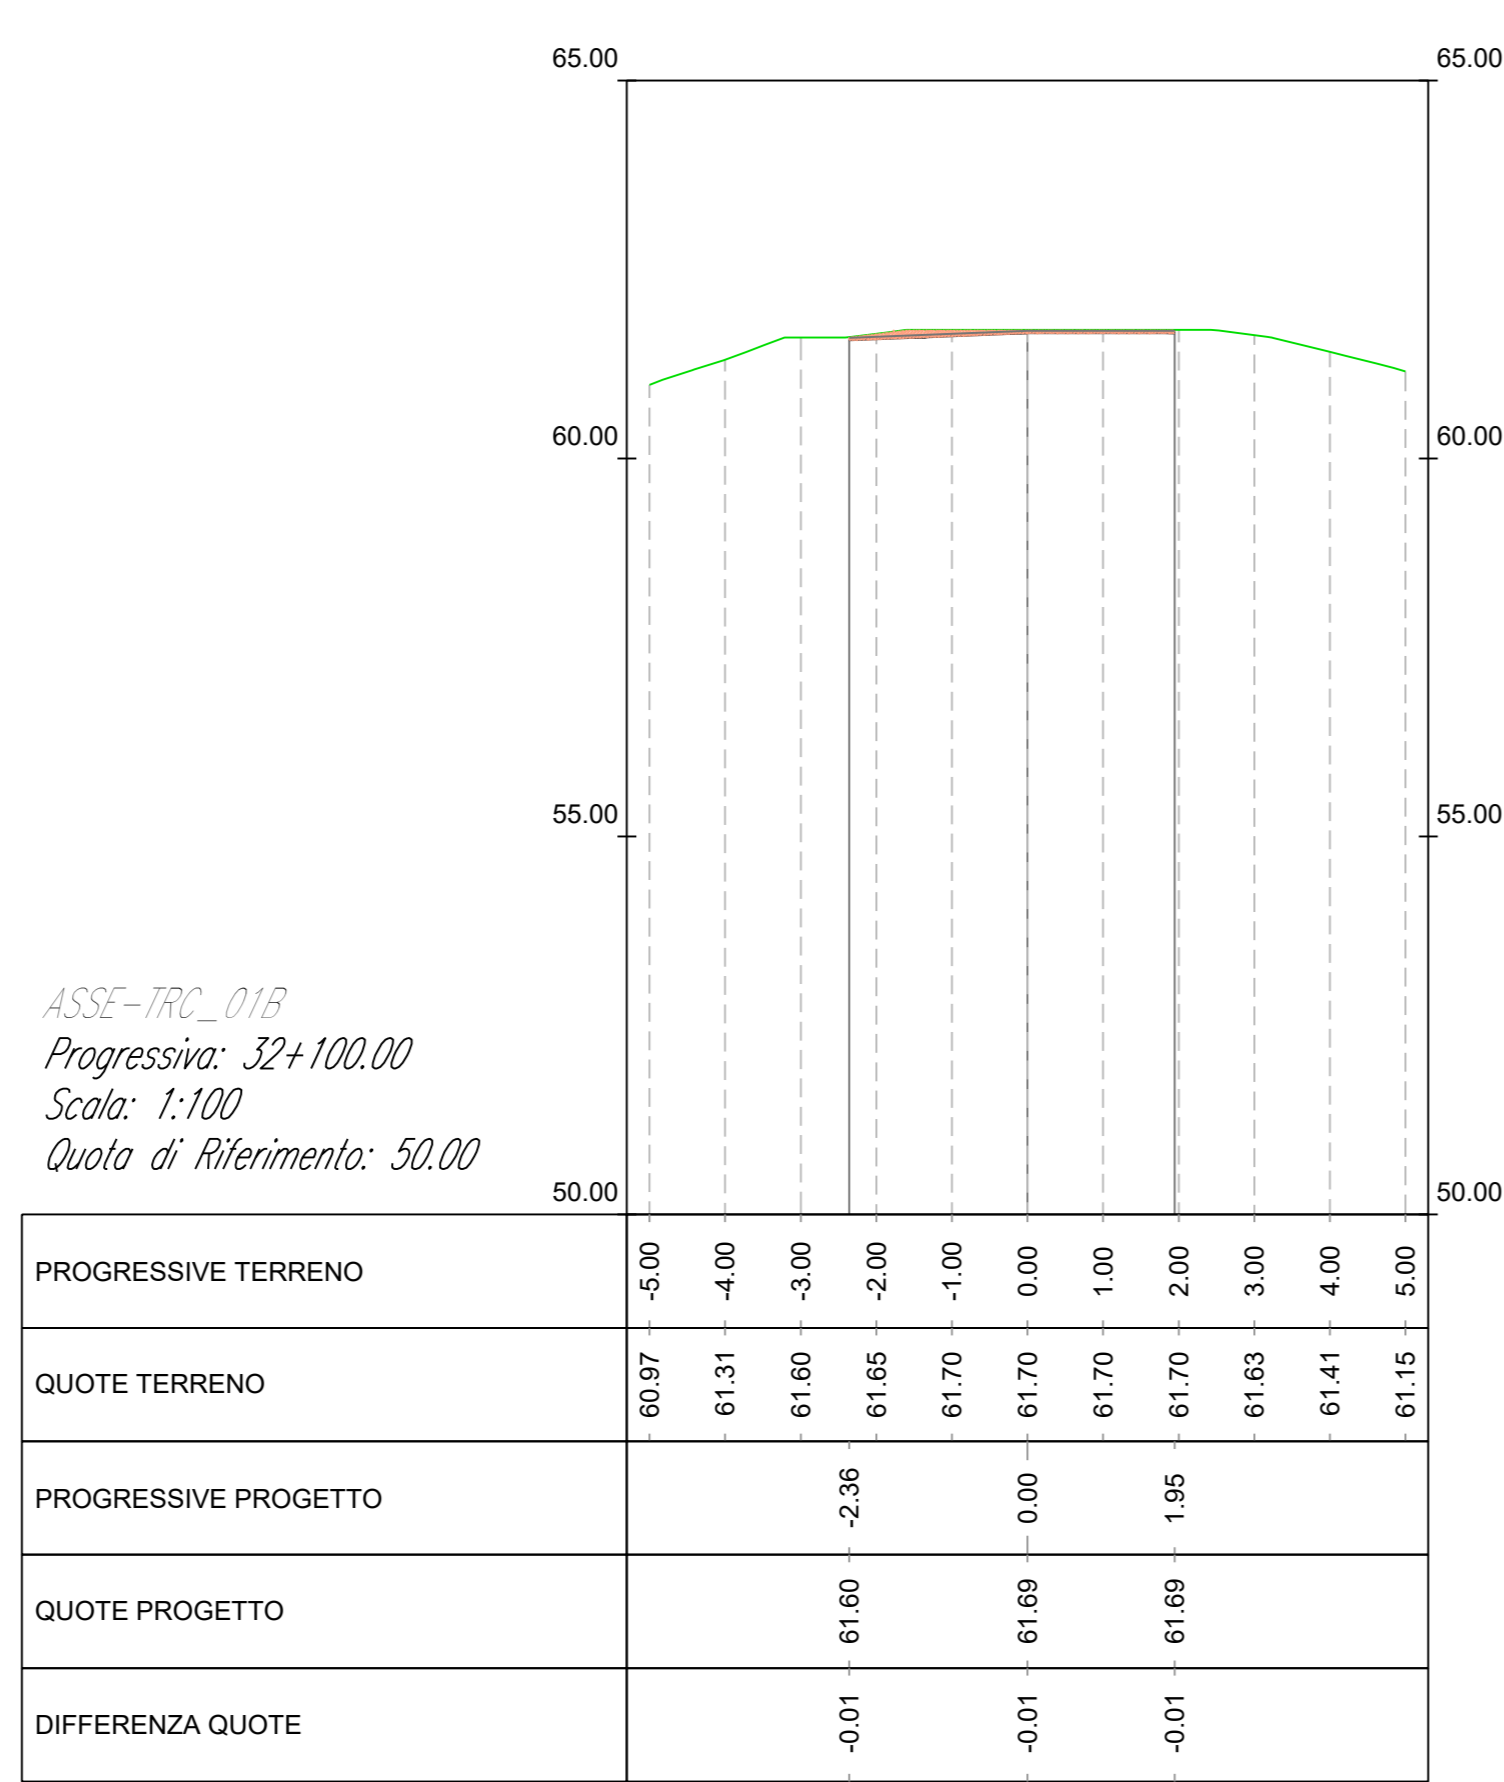 65.00 65.00
60.00 60.00
55.00 55.00
ASSE-TRC_01B
Progressiva: 32+100.00
Scala: 1:100
Quota di Riferimento: 50.00
50.00 50.00
PROGRESSIVE TERRENO -5.00 -4.00 -3.00 -2.00 -1.00 0.00 1.00 2.00 3.00 4.00 5.00
QUOTE TERRENO 60.97 61.31 61.60 61.65 61.70 61.70 61.70 61.70 61.63 61.41 61.15
PROGRESSIVE PROGETTO -2.36 0.00 1.95
QUOTE PROGETTO 61.60 61.69 61.69
DIFFERENZA QUOTE -0.01 -0.01 -0.01